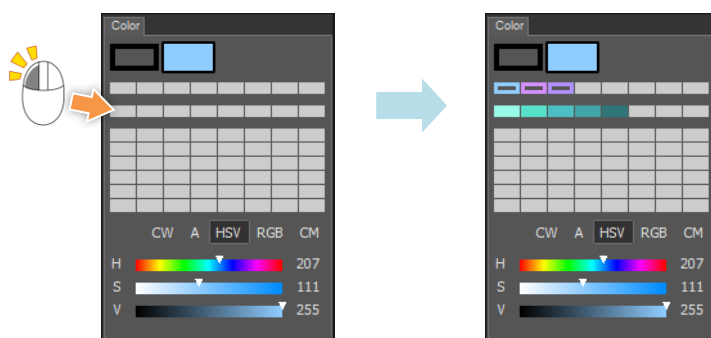 Color
CW A HSV RGB CM
H 207
S 111
V 255
Color
CW A HSV RGB CM
H 207
S 111
V 255